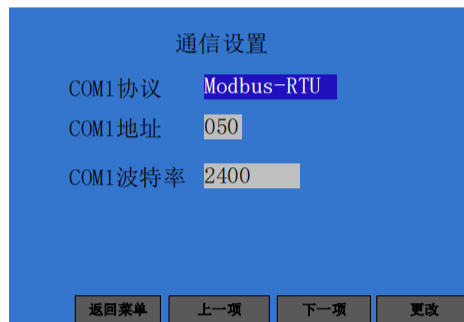 通信设置
COM1协议 Modbus-RTU
COM1地址 050
COM1波特率 2400
返回菜单 上一项 下一项 更改